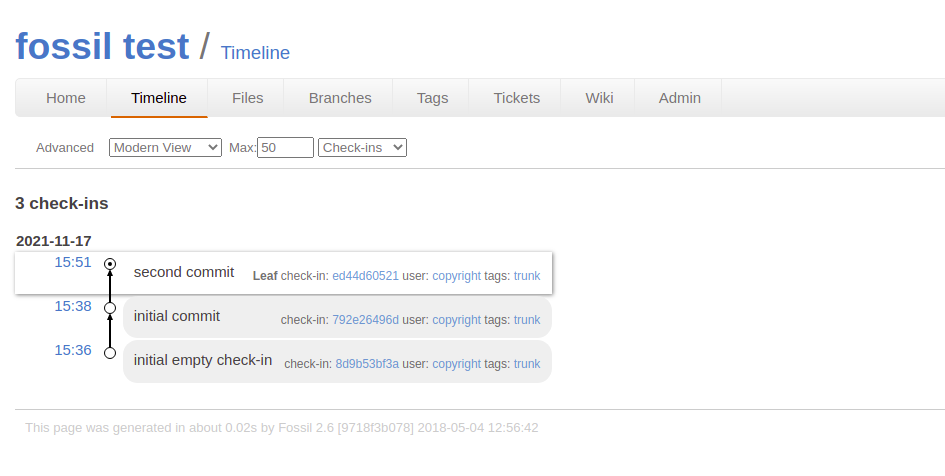 fossil test / Timeline
Home Timeline Files Branches Tags Tickets Wiki Admin
Advanced Modern View Max: 50 Check-ins
3 check-ins
2021-11-17
15:51 second commit Leaf check-in: ed44d60521 user: copyright tags: trunk
15:38 initial commit check-in: 792e26496d user: copyright tags: trunk
15:36 initial empty check-in check-in: 8d9b53bf3a user: copyright tags: trunk
This page was generated in about 0.02s by Fossil 2.6 [9718f3b078] 2018-05-04 12:56:42